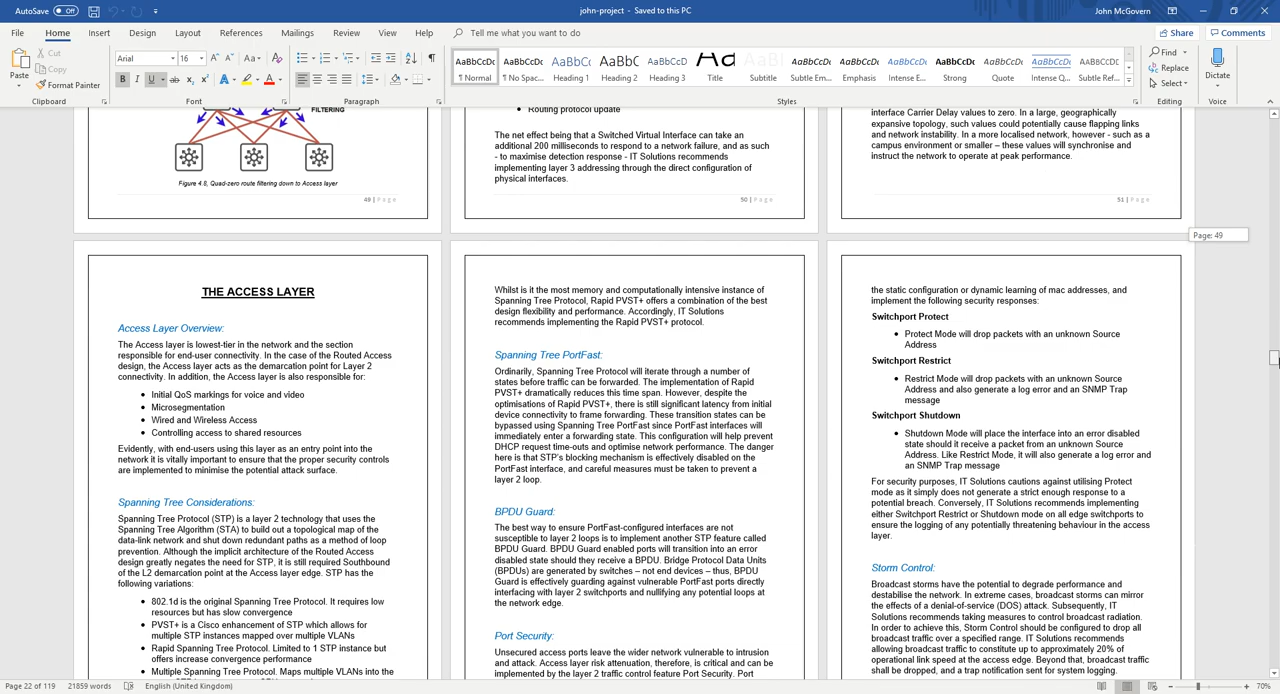 AutoSave Off
john-project - Saved to this PC
John McGovern
File Home Insert Design Layout References Mailings Review View Help Tell me what you want to do
Share Comments
Paste
Cut
Copy
Format Painter
Clipboard
Arial 16
Font
Paragraph
AaBbCcDc AaBbCcDc AaBbCc AaBbC AaBbCcD Aa AaB AaBbCcDc AaBbCcDc AaBbCcDc AaBbCcDc AaBbCcDc AaBbCcDc AaBbCcDc
¶ Normal ¶ No Spac... Heading 1 Heading 2 Heading 3 Title Subtitle Subtle Em... Emphasis Intense E... Strong Quote Intense Q... Subtle Ref...
Styles
Find
Replace
Select
Editing
Dictate
Voice
FILTERING
Figure 4.8, Quad-zero route filtering down to Access layer
49 | Page
• Routing protocol update
The net effect being that a Switched Virtual Interface can take an
additional 200 milliseconds to respond to a network failure, and as such
- to maximise detection response - IT Solutions recommends
implementing layer 3 addressing through the direct configuration of
physical interfaces.
50 | Page
interface Carrier Delay values to zero. In a large, geographically
expansive topology, such values could potentially cause flapping links
and network instability. In a more localised network, however - such as a
campus environment or smaller – these values will synchronise and
instruct the network to operate at peak performance.
51 | Page
Page: 49
THE ACCESS LAYER
Access Layer Overview:
The Access layer is lowest-tier in the network and the section
responsible for end-user connectivity. In the case of the Routed Access
design, the Access layer acts as the demarcation point for Layer 2
connectivity. In addition, the Access layer is also responsible for:
• Initial QoS markings for voice and video
• Microsegmentation
• Wired and Wireless Access
• Controlling access to shared resources
Evidently, with end-users using this layer as an entry point into the
network it is vitally important to ensure that the proper security controls
are implemented to minimise the potential attack surface.
Spanning Tree Considerations:
Spanning Tree Protocol (STP) is a layer 2 technology that uses the
Spanning Tree Algorithm (STA) to build out a topological map of the
data-link network and shut down redundant paths as a method of loop
prevention. Although the implicit architecture of the Routed Access
design greatly negates the need for STP, it is still required Southbound
of the L2 demarcation point at the Access layer edge. STP has the
following variations:
• 802.1d is the original Spanning Tree Protocol. It requires low
resources but has slow convergence
• PVST+ is a Cisco enhancement of STP which allows for
multiple STP instances mapped over multiple VLANs
• Rapid Spanning Tree Protocol. Limited to 1 STP instance but
offers increase convergence performance
• Multiple Spanning Tree Protocol. Maps multiple VLANs into the
Whilst is it the most memory and computationally intensive instance of
Spanning Tree Protocol, Rapid PVST+ offers a combination of the best
design flexibility and performance. Accordingly, IT Solutions
recommends implementing the Rapid PVST+ protocol.
Spanning Tree PortFast:
Ordinarily, Spanning Tree Protocol will iterate through a number of
states before traffic can be forwarded. The implementation of Rapid
PVST+ dramatically reduces this time span. However, despite the
optimisations of Rapid PVST+, there is still significant latency from initial
device connectivity to frame forwarding. These transition states can be
bypassed using Spanning Tree PortFast since PortFast interfaces will
immediately enter a forwarding state. This configuration will help prevent
DHCP request time-outs and optimise network performance. The danger
here is that STP's blocking mechanism is effectively disabled on the
PortFast interface, and careful measures must be taken to prevent a
layer 2 loop.
BPDU Guard:
The best way to ensure PortFast-configured interfaces are not
susceptible to layer 2 loops is to implement another STP feature called
BPDU Guard. BPDU Guard enabled ports will transition into an error
disabled state should they receive a BPDU. Bridge Protocol Data Units
(BPDUs) are generated by switches – not end devices – thus, BPDU
Guard is effectively guarding against vulnerable PortFast ports directly
interfacing with layer 2 switchports and nullifying any potential loops at
the network edge.
Port Security:
Unsecured access ports leave the wider network vulnerable to intrusion
and attack. Access layer risk attenuation, therefore, is critical and can be
implemented by the layer 2 traffic control feature Port Security. Port
the static configuration or dynamic learning of mac addresses, and
implement the following security responses:
Switchport Protect
• Protect Mode will drop packets with an unknown Source
Address
Switchport Restrict
• Restrict Mode will drop packets with an unknown Source
Address and also generate a log error and an SNMP Trap
message
Switchport Shutdown
• Shutdown Mode will place the interface into an error disabled
state should it receive a packet from an unknown Source
Address. Like Restrict Mode, it will also generate a log error and
an SNMP Trap message
For security purposes, IT Solutions cautions against utilising Protect
mode as it simply does not generate a strict enough response to a
potential breach. Conversely, IT Solutions recommends implementing
either Switchport Restrict or Shutdown mode on all edge switchports to
ensure the logging of any potentially threatening behaviour in the access
layer.
Storm Control:
Broadcast storms have the potential to degrade performance and
destabilise the network. In extreme cases, broadcast storms can mirror
the effects of a denial-of-service (DOS) attack. Subsequently, IT
Solutions recommends taking measures to control broadcast radiation.
In order to achieve this, Storm Control should be configured to drop all
broadcast traffic over a specified range. IT Solutions recommends
allowing broadcast traffic to constitute up to approximately 20% of
operational link speed at the access edge. Beyond that, broadcast traffic
shall be dropped, and a trap notification sent for system logging.
Page 22 of 119 21859 words English (United Kingdom)
70%